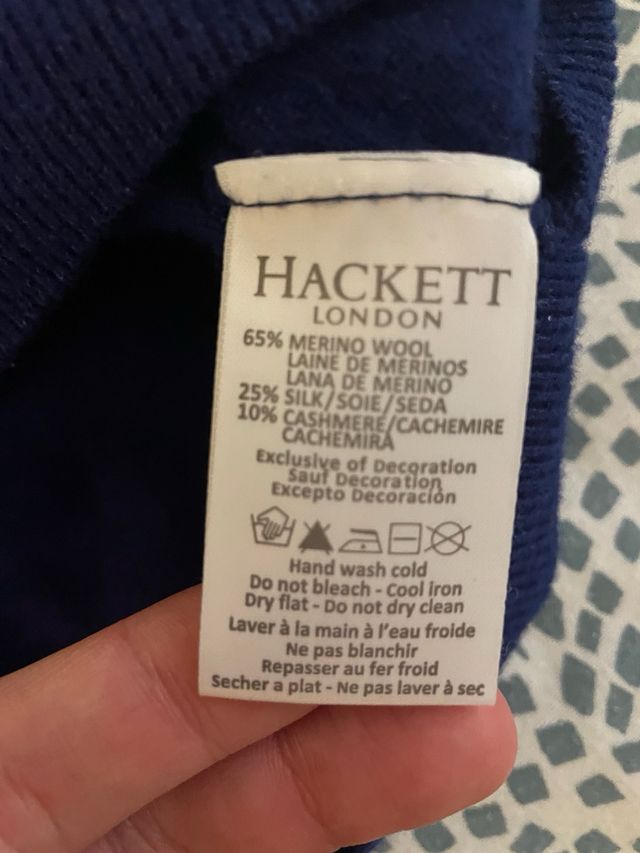 HACKETT
LONDON
65% MERINO WOOL
LAINE DE MERINOS
LANA DE MERINO
25% SILK/SOIE/SEDA
10% CASHMERE/CACHEMIRE
CACHEMIRA
Exclusive of Decoration
Sauf Decoration
Excepto Decoración
Hand wash cold
Do not bleach - Cool iron
Dry flat - Do not dry clean
Laver à la main à l'eau froide
Ne pas blanchir
Repasser au fer froid
Secher a plat - Ne pas laver à sec